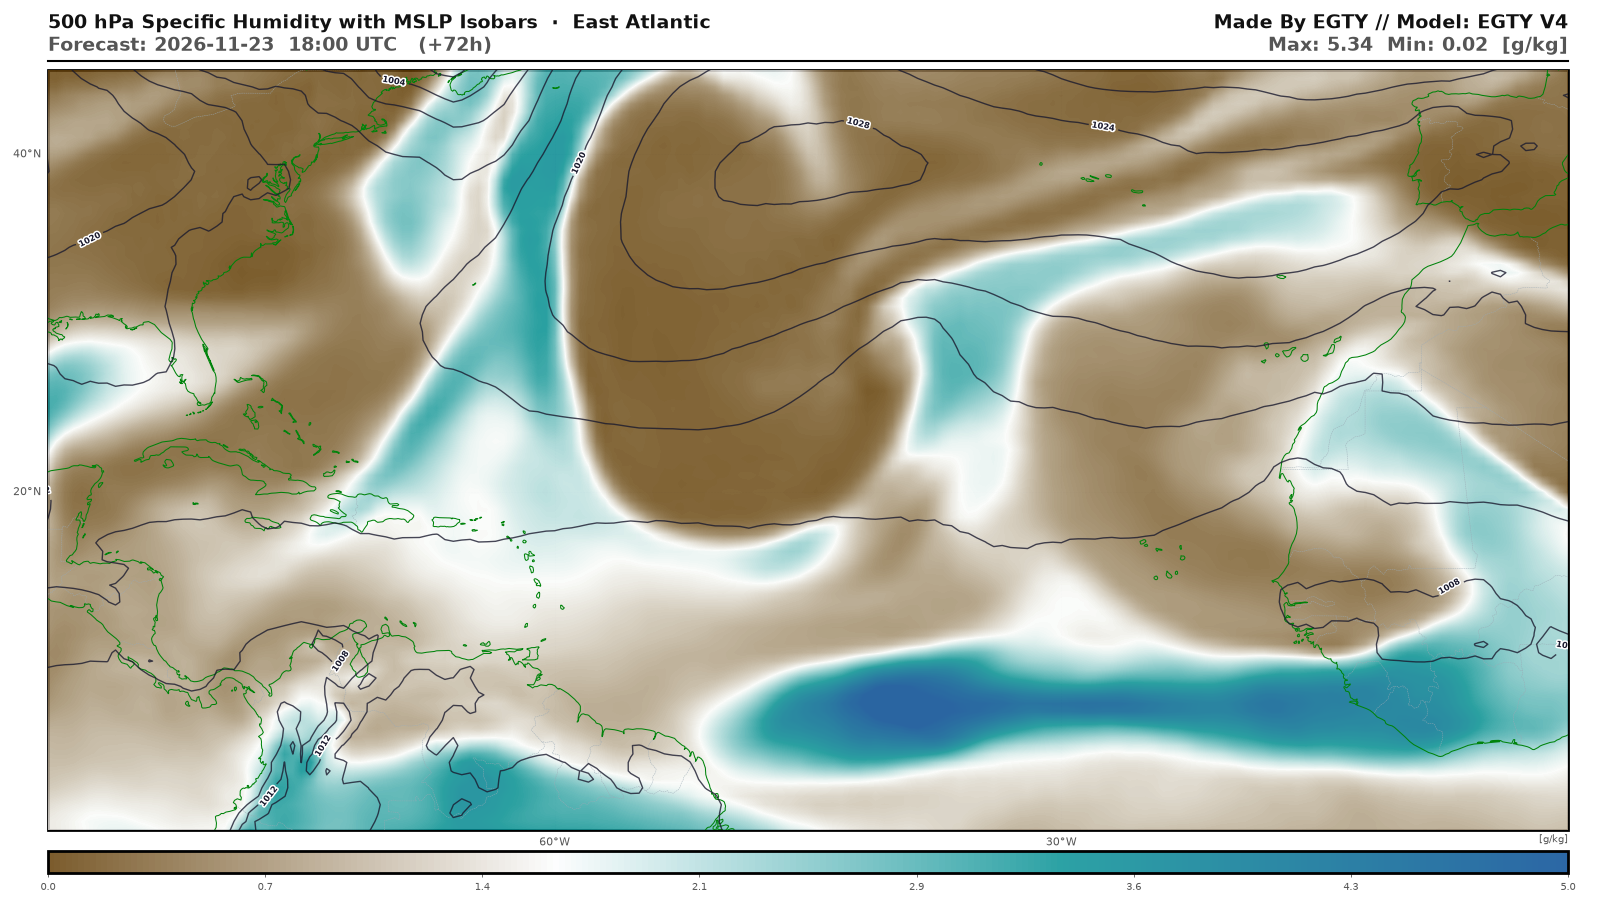 500 hPa Specific Humidity with MSLP Isobars · East Atlantic
Made By EGTY // Model: EGTY V4
Forecast: 2026-11-23 18:00 UTC (+72h)
Max: 5.34 Min: 0.02 [g/kg]
1004
1028
1024
40°N
1020
1020
20°N
1008
10
1008
1012
1012
60°W
30°W
[g/kg]
0.0
0.7
1.4
2.1
2.9
3.6
4.3
5.0